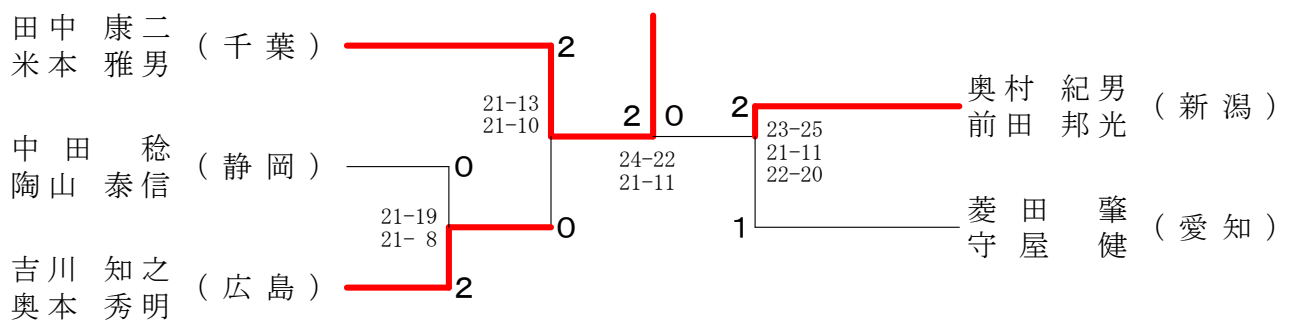 田中 康二
米本 雅男
(千葉)
2
21-13
21-10
中田 稔
陶山 泰信
(静岡)
0
21-19
21- 8
0
吉川 知之
奥本 秀明
(広島)
2
2 0
24-22
21-11
2
奥村 紀男
前田 邦光
(新潟)
23-25
21-11
22-20
1
菱田 肇
守屋 健
(愛知)